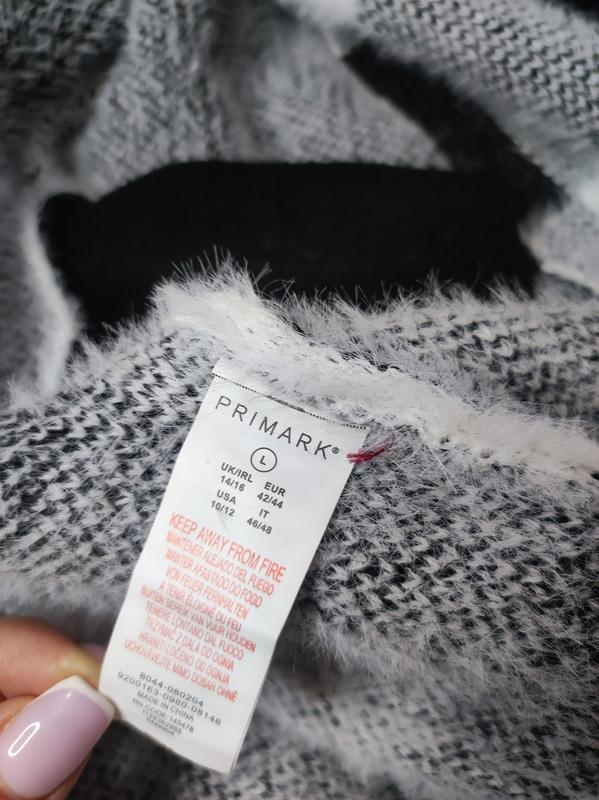 PRIMARK®
L
UK/IRL EUR
14/16 42/44
USA IT
10/12 46/48
KEEP AWAY FROM FIRE
MANTENER ALEJADO DEL FUEGO
MANTER AFASTADO DO FOGO
VON FEUER FERNHALTEN
A TENIR ÉLOIGNÉ DU FEU
BUITEN BEREIK VAN VUUR HOUDEN
TENERE LONTANO DAL FUOCO
TRZYMAĆ Z DALA OD OGNIA
HRANITI LOČENO OD OGNJA
UCHOVÁVEJTE MIMO DOSAH OHNĚ
8044-080204
9200163-0980-08146
MADE IN CHINA
RN CODE: 145478